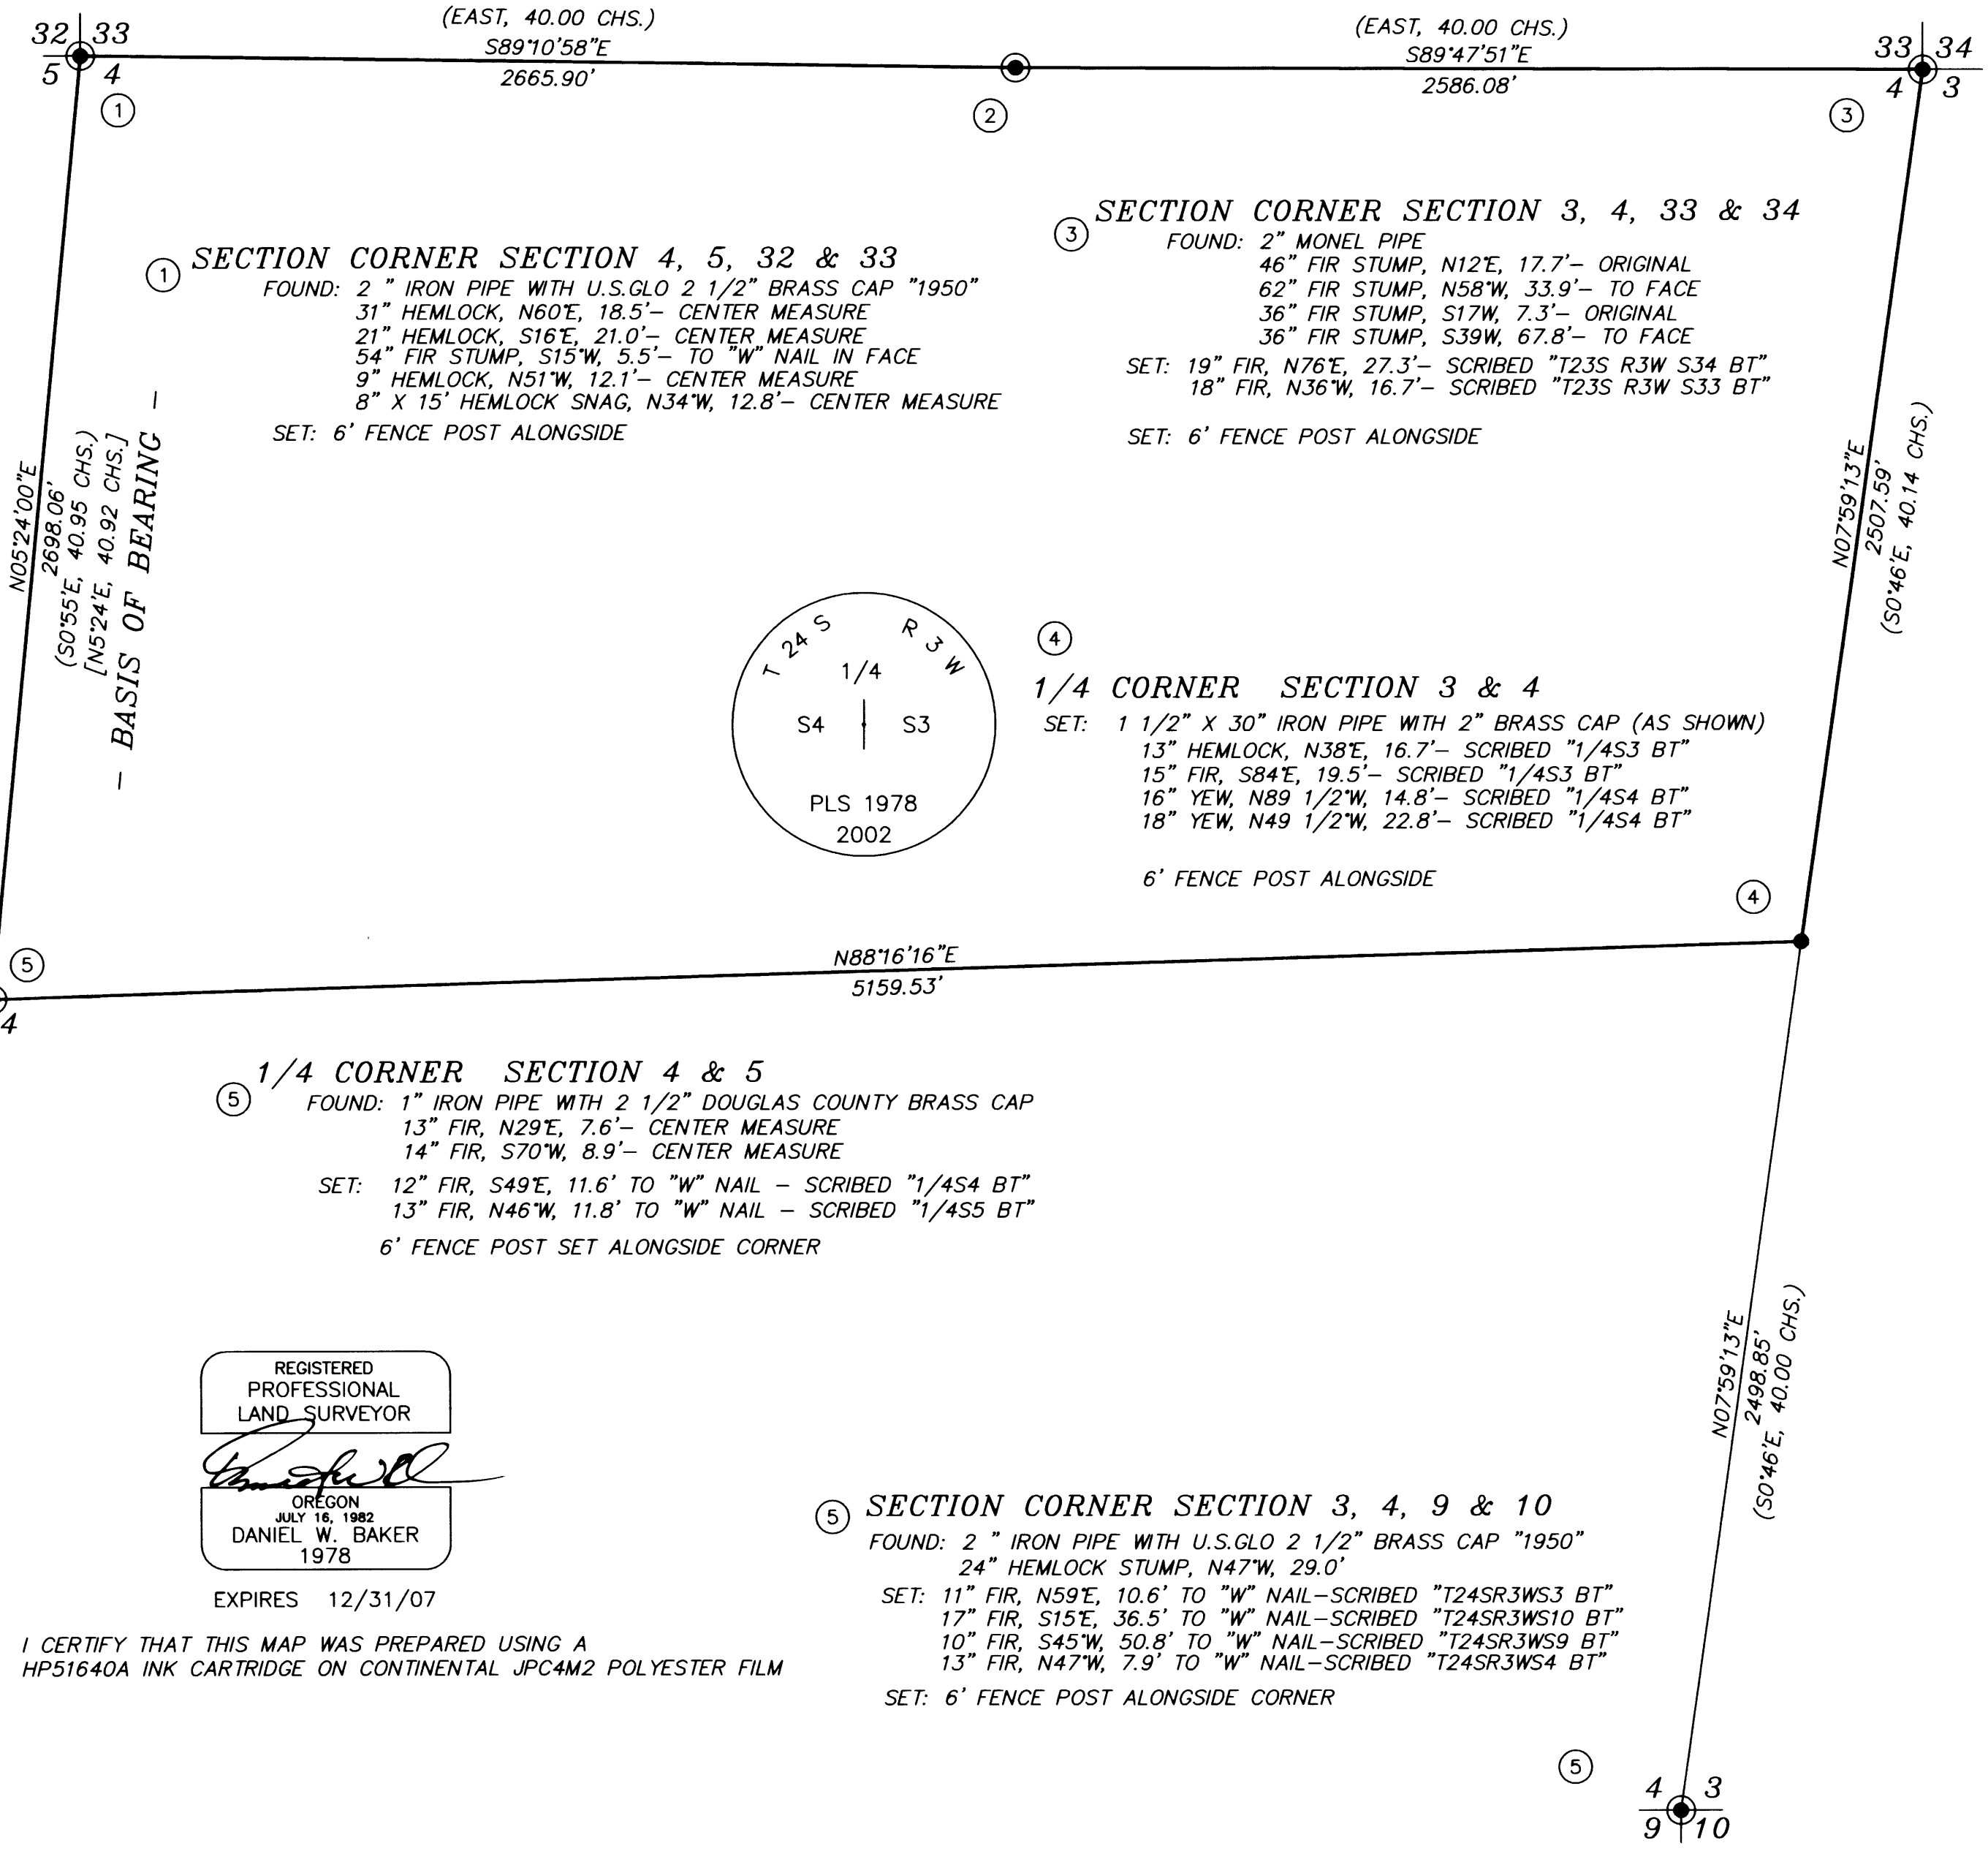 32 33
5 4
1
(EAST, 40.00 CHS.)
S89°10'58"E
2665.90'
2
(EAST, 40.00 CHS.)
S89°47'51"E
2586.08'
33 34
4 3
3
1 SECTION CORNER SECTION 4, 5, 32 & 33
FOUND: 2 " IRON PIPE WITH U.S.GLO 2 1/2" BRASS CAP "1950"
31" HEMLOCK, N60°E, 18.5'- CENTER MEASURE
21" HEMLOCK, S16°E, 21.0'- CENTER MEASURE
54" FIR STUMP, S15°W, 5.5'- TO "W" NAIL IN FACE
9" HEMLOCK, N51°W, 12.1'- CENTER MEASURE
8" X 15' HEMLOCK SNAG, N34°W, 12.8'- CENTER MEASURE
SET: 6' FENCE POST ALONGSIDE
3 SECTION CORNER SECTION 3, 4, 33 & 34
FOUND: 2" MONEL PIPE
46" FIR STUMP, N12°E, 17.7'- ORIGINAL
62" FIR STUMP, N58°W, 33.9'- TO FACE
36" FIR STUMP, S17W, 7.3'- ORIGINAL
36" FIR STUMP, S39W, 67.8'- TO FACE
SET: 19" FIR, N76°E, 27.3'- SCRIBED "T23S R3W S34 BT"
18" FIR, N36°W, 16.7'- SCRIBED "T23S R3W S33 BT"
SET: 6' FENCE POST ALONGSIDE
N05°24'00"E
2698.06'
(S0°55'E, 40.95 CHS.)
[N5°24'E, 40.92 CHS.]
- BASIS OF BEARING -
N07°59'13"E
2507.59'
(S0°46'E, 40.14 CHS.)
T 24 S R 3 W
1/4
S4 S3
PLS 1978
2002
4
1/4 CORNER SECTION 3 & 4
SET: 1 1/2" X 30" IRON PIPE WITH 2" BRASS CAP (AS SHOWN)
13" HEMLOCK, N38°E, 16.7'- SCRIBED "1/4S3 BT"
15" FIR, S84°E, 19.5'- SCRIBED "1/4S3 BT"
16" YEW, N89 1/2°W, 14.8'- SCRIBED "1/4S4 BT"
18" YEW, N49 1/2°W, 22.8'- SCRIBED "1/4S4 BT"
6' FENCE POST ALONGSIDE
4
5
4
N88°16'16"E
5159.53'
5 1/4 CORNER SECTION 4 & 5
FOUND: 1" IRON PIPE WITH 2 1/2" DOUGLAS COUNTY BRASS CAP
13" FIR, N29°E, 7.6'- CENTER MEASURE
14" FIR, S70°W, 8.9'- CENTER MEASURE
SET: 12" FIR, S49°E, 11.6' TO "W" NAIL - SCRIBED "1/4S4 BT"
13" FIR, N46°W, 11.8' TO "W" NAIL - SCRIBED "1/4S5 BT"
6' FENCE POST SET ALONGSIDE CORNER
N07°59'13"E
2498.85'
(S0°46'E, 40.00 CHS.)
REGISTERED
PROFESSIONAL
LAND SURVEYOR
OREGON
JULY 16, 1982
DANIEL W. BAKER
1978
EXPIRES 12/31/07
I CERTIFY THAT THIS MAP WAS PREPARED USING A
HP51640A INK CARTRIDGE ON CONTINENTAL JPC4M2 POLYESTER FILM
5 SECTION CORNER SECTION 3, 4, 9 & 10
FOUND: 2 " IRON PIPE WITH U.S.GLO 2 1/2" BRASS CAP "1950"
24" HEMLOCK STUMP, N47°W, 29.0'
SET: 11" FIR, N59°E, 10.6' TO "W" NAIL-SCRIBED "T24SR3WS3 BT"
17" FIR, S15°E, 36.5' TO "W" NAIL-SCRIBED "T24SR3WS10 BT"
10" FIR, S45°W, 50.8' TO "W" NAIL-SCRIBED "T24SR3WS9 BT"
13" FIR, N47°W, 7.9' TO "W" NAIL-SCRIBED "T24SR3WS4 BT"
SET: 6' FENCE POST ALONGSIDE CORNER
5
4 3
9 10